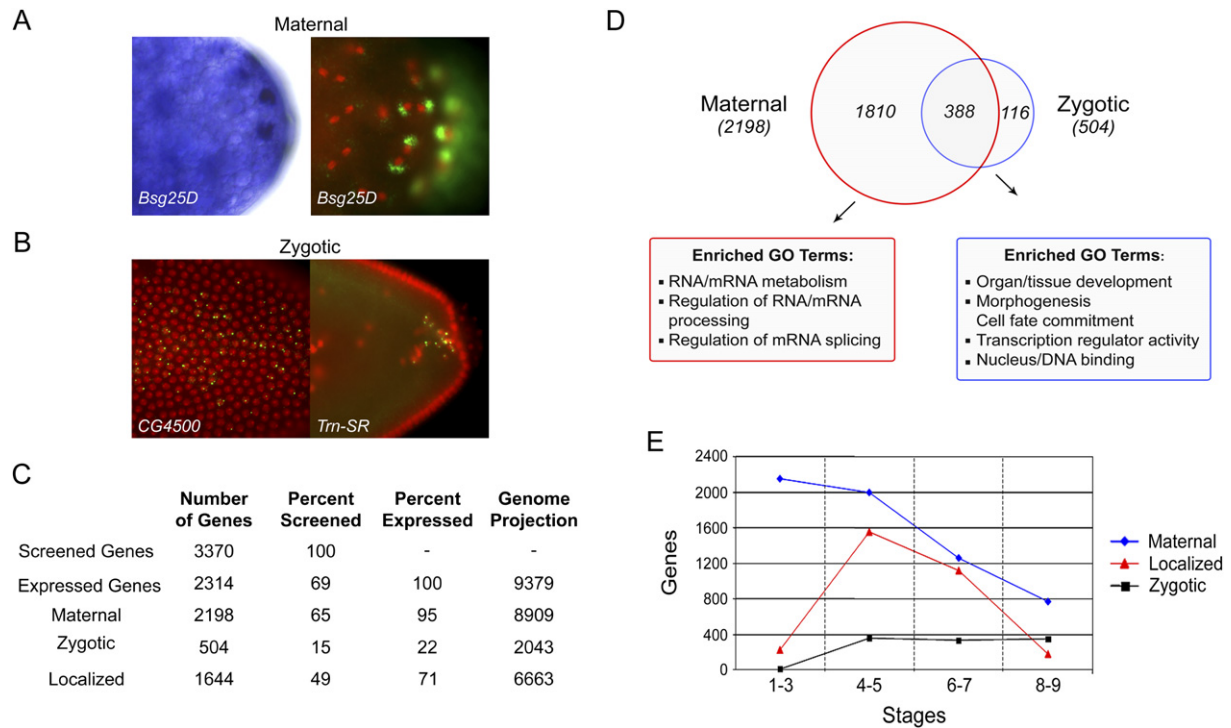 A
Maternal
Bsg25D
Bsg25D
B
Zygotic
CG4500
Trn-SR
C
Number of Genes Percent Screened Percent Expressed Genome Projection
Screened Genes 3370 100 - -
Expressed Genes 2314 69 100 9379
Maternal 2198 65 95 8909
Zygotic 504 15 22 2043
Localized 1644 49 71 6663
D
Maternal
(2198)
1810
388
116
Zygotic
(504)
Enriched GO Terms:
▪ RNA/mRNA metabolism
▪ Regulation of RNA/mRNA
processing
▪ Regulation of mRNA splicing
Enriched GO Terms:
▪ Organ/tissue development
▪ Morphogenesis
Cell fate commitment
▪ Transcription regulator activity
▪ Nucleus/DNA binding
E
Genes
2400
2000
1600
1200
800
400
0
1-3 4-5 6-7 8-9
Stages
Maternal
Localized
Zygotic